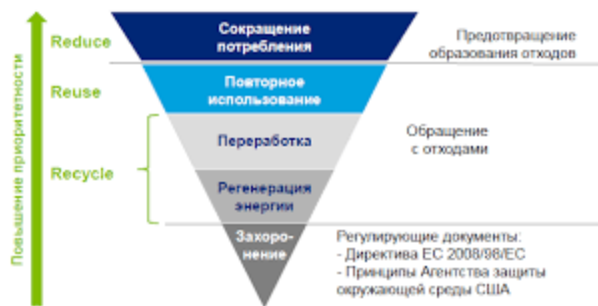 Повышение приоритетности
Reduce
Сокращение
потребления
Предотвращение
образования отходов
Reuse
Повторное
использование
Recycle
Переработка
Обращение
с отходами
Регенерация
энергии
Захоро-
нение
Регулирующие документы:
- Директива ЕС 2008/98/ЕС
- Принципы Агентства защиты
окружающей среды США